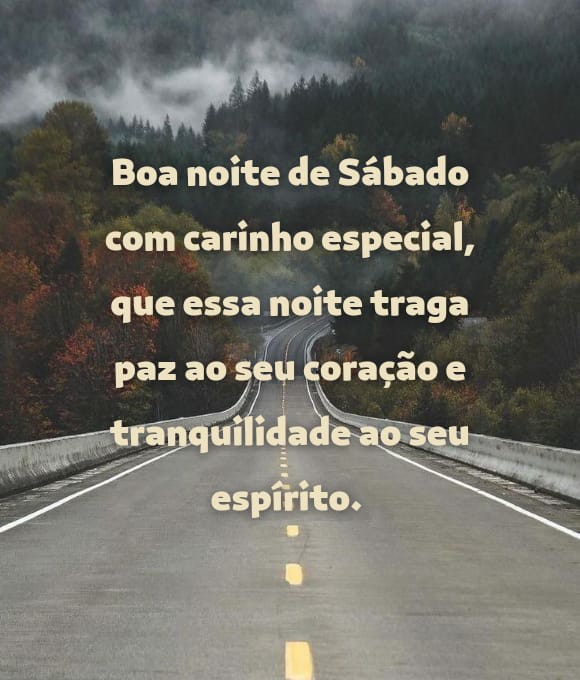 Boa noite de Sábado
com carinho especial,
que essa noite traga
paz ao seu coração e
tranquilidade ao seu
espírito.